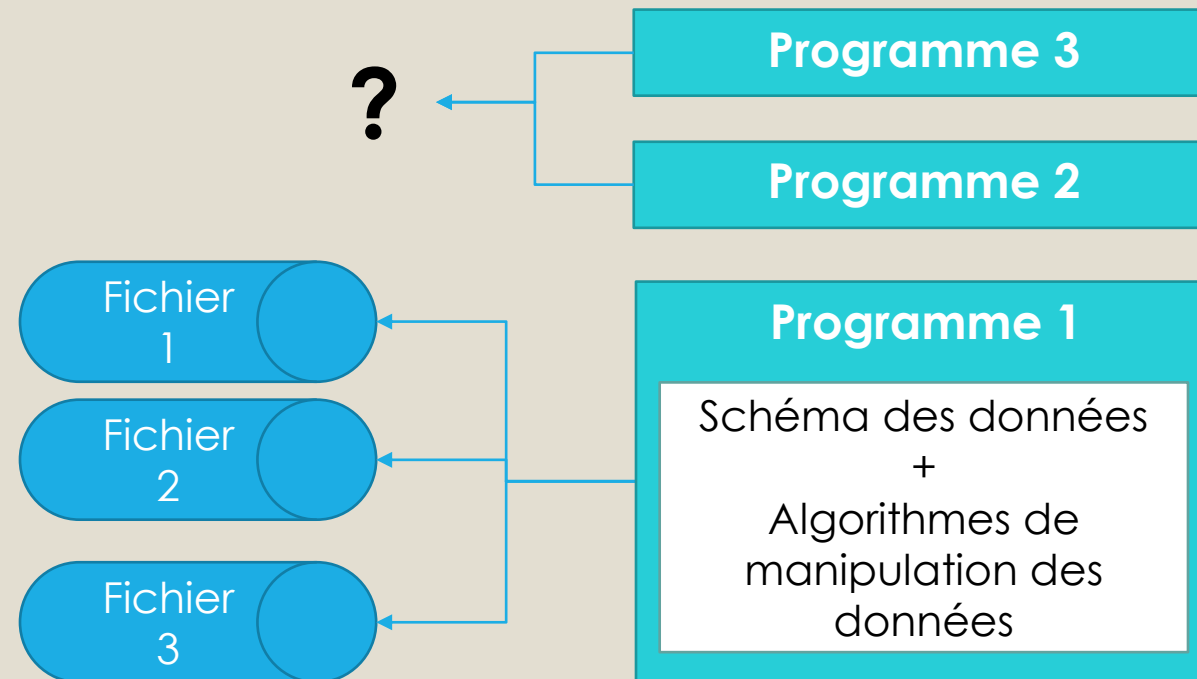 ?
Programme 3
Programme 2
Fichier
1
Fichier
2
Fichier
3
Programme 1
Schéma des données
+
Algorithmes de
manipulation des
données